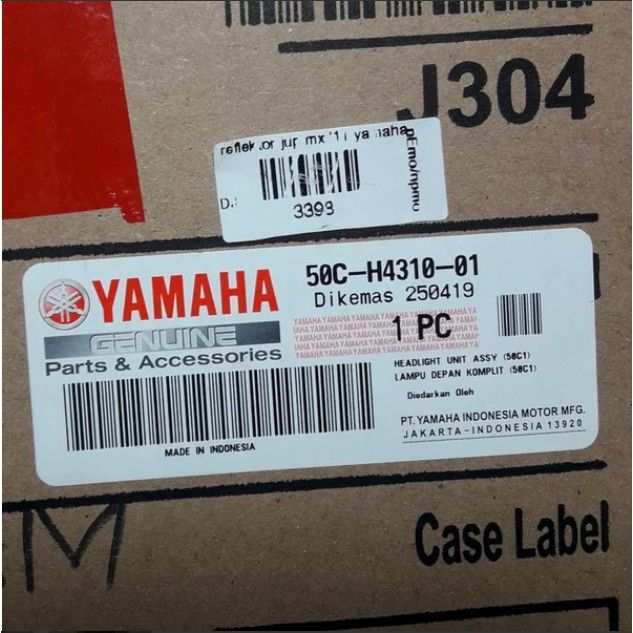 J304
reflektor jup mx '11 yamaha
3393
50C-H4310-01
YAMAHA
Dikemas 250419
GENUINE
1 PC
Parts & Accessories
HEADLIGHT UNIT ASSY (50C1)
LAMPU DEPAN KOMPLIT (50C1)
Diedarkan Oleh
PT. YAMAHA INDONESIA MOTOR MFG.
JAKARTA-INDONESIA 13920
MADE IN INDONESIA
M
Case Label